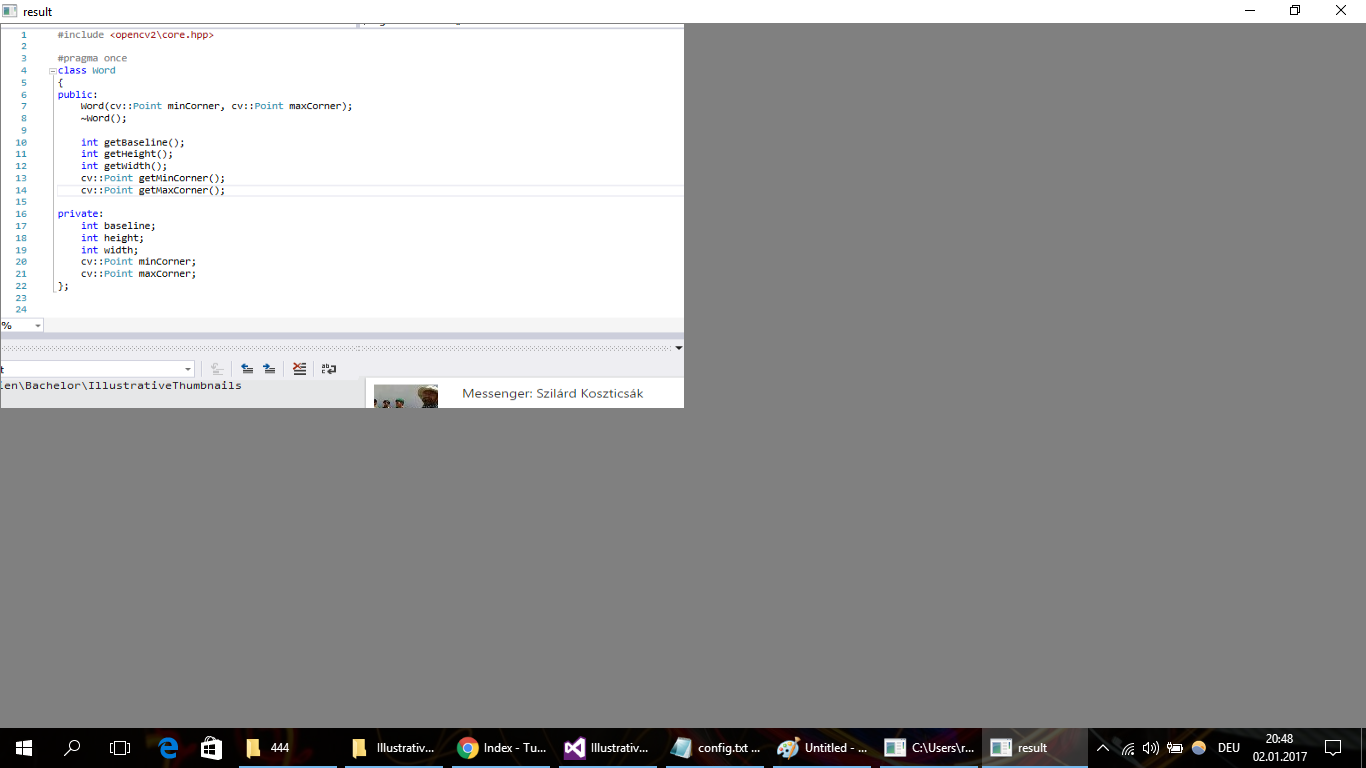 result
1 #include <opencv2\core.hpp>
2
3 #pragma once
4 class Word
5 {
6 public:
7 Word(cv::Point minCorner, cv::Point maxCorner);
8 ~Word();
9
10 int getBaseline();
11 int getHeight();
12 int getWidth();
13 cv::Point getMinCorner();
14 cv::Point getMaxCorner();
15
16 private:
17 int baseline;
18 int height;
19 int width;
20 cv::Point minCorner;
21 cv::Point maxCorner;
22 };
23
24
%
t
ien\Bachelor\IllustrativeThumbnails
Messenger: Szilárd Koszticsák
444 Illustrativ... Index - Tu... Illustrativ... config.txt ... Untitled - ... C:\Users\r... result DEU 20:48
02.01.2017